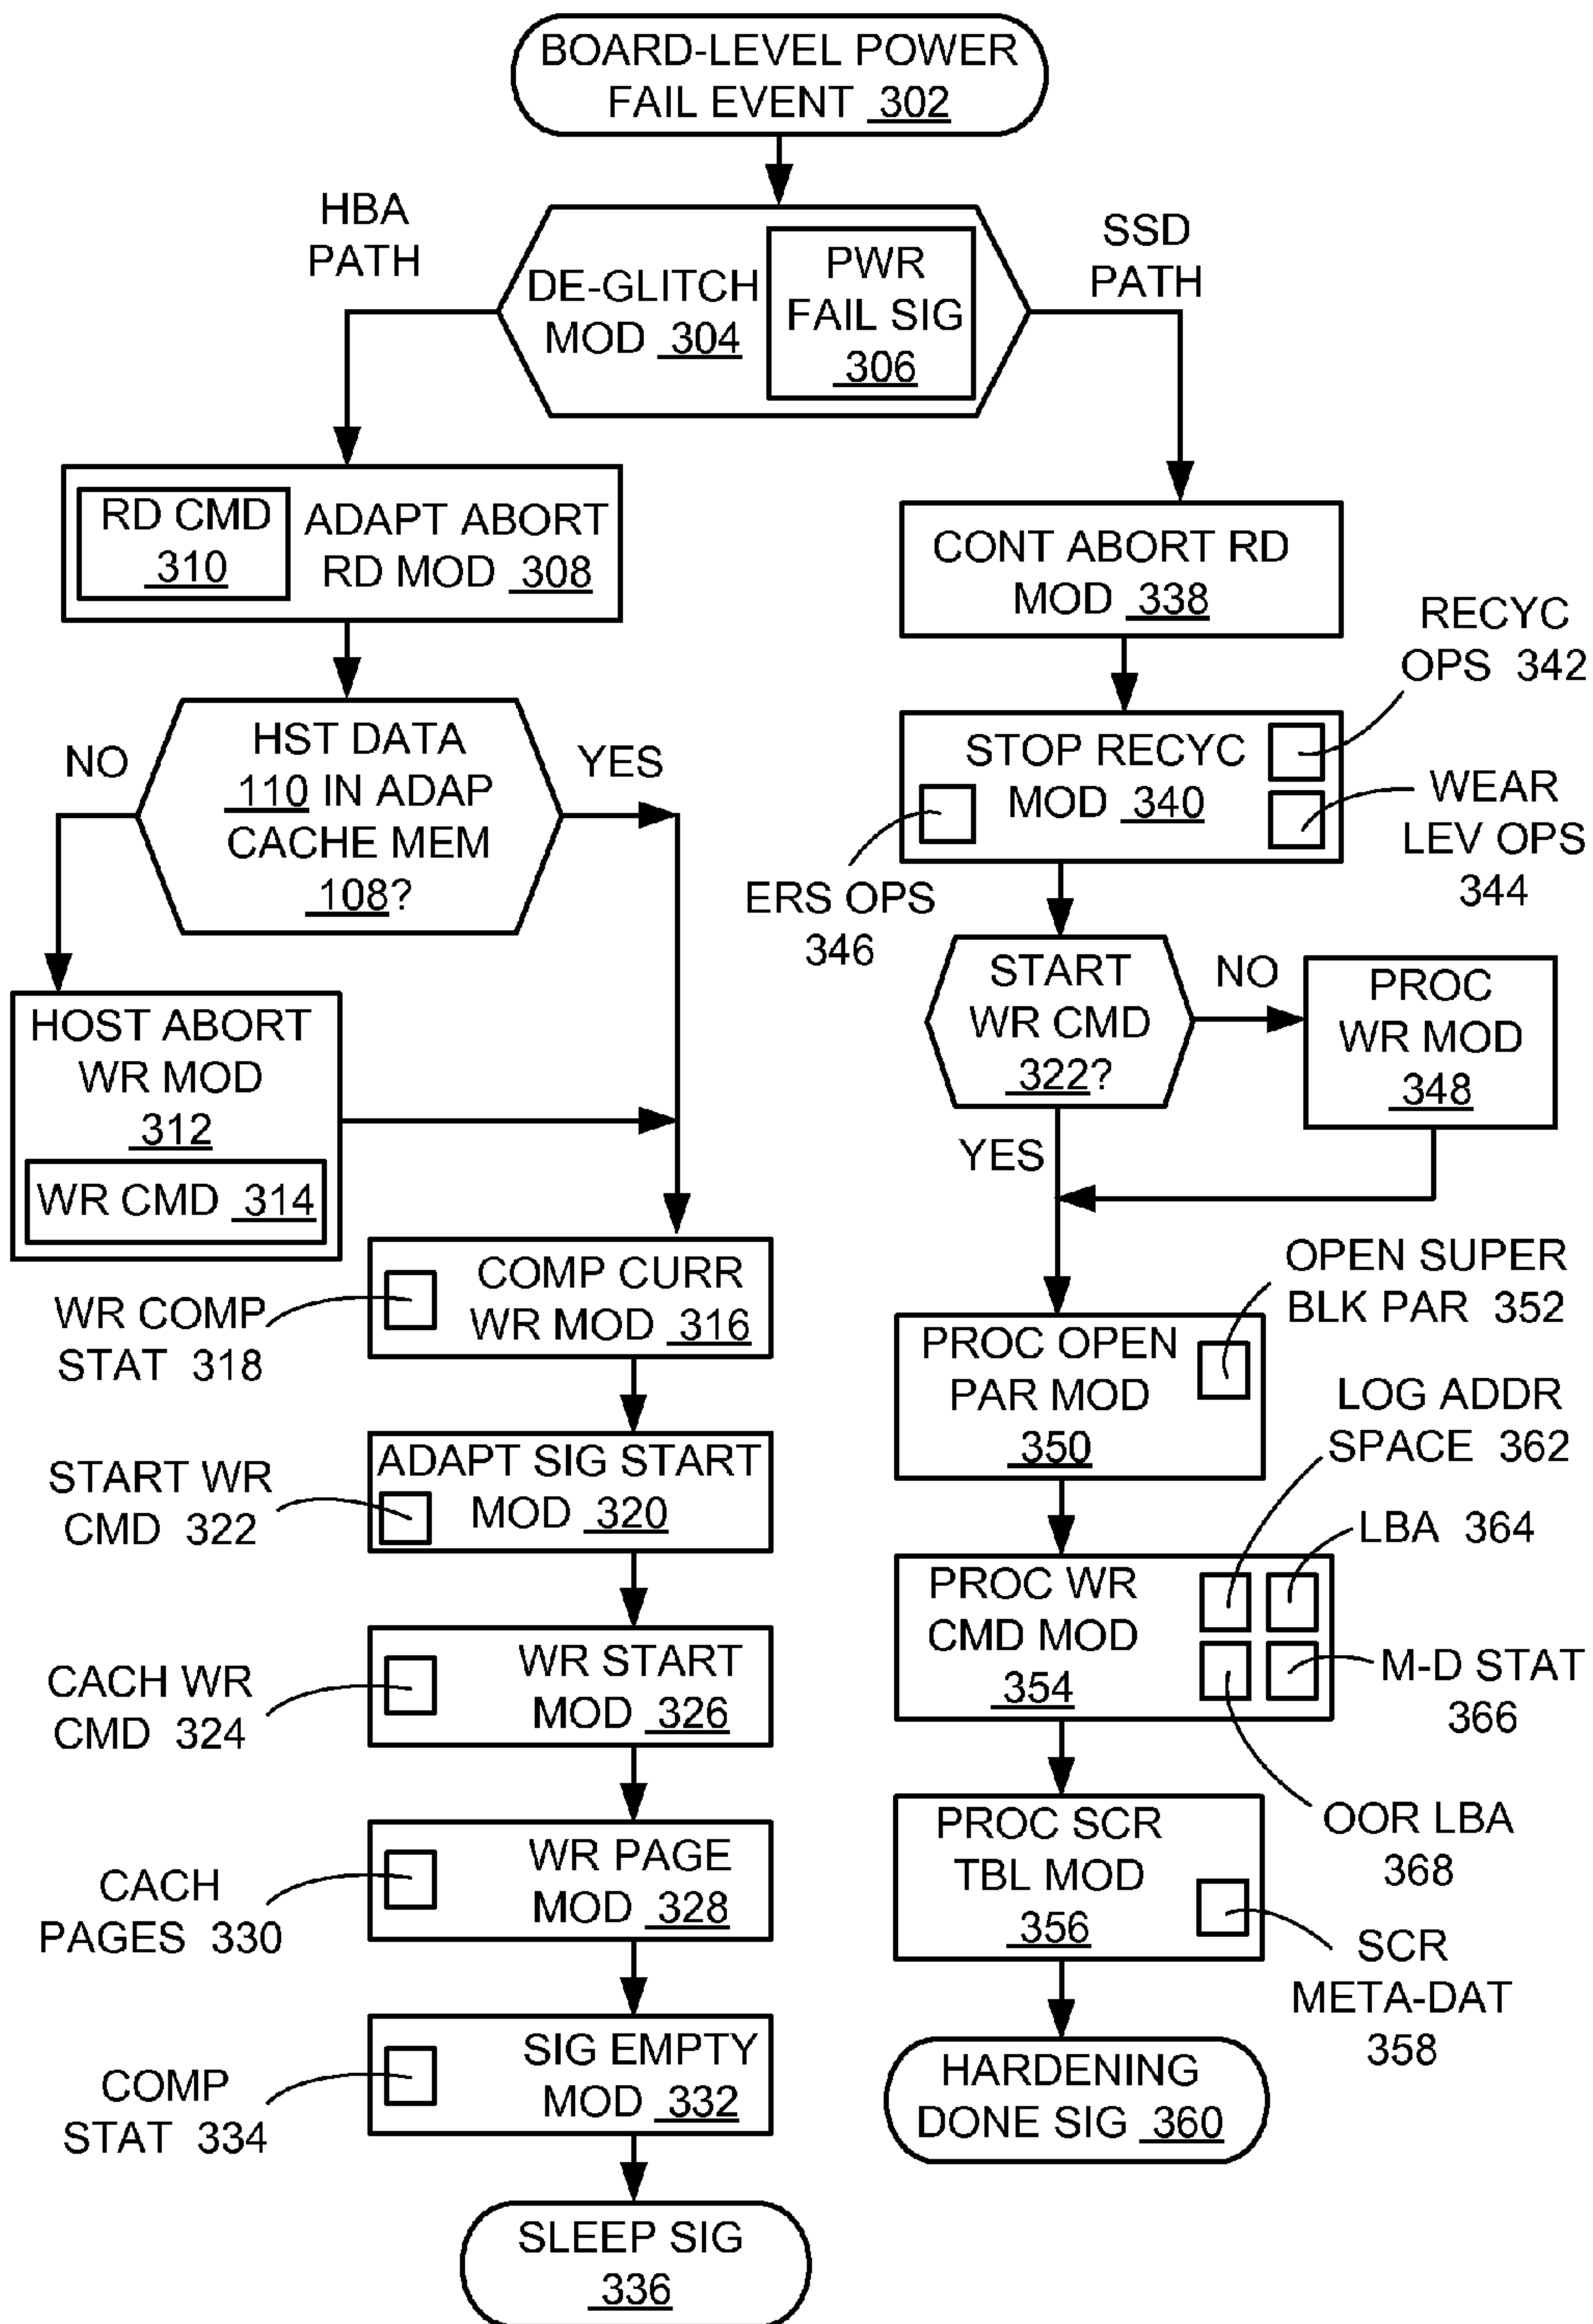 BOARD-LEVEL POWER
FAIL EVENT 302
HBA
PATH
SSD
PATH
DE-GLITCH
MOD 304
PWR
FAIL SIG
306
RD CMD
310
ADAPT ABORT
RD MOD 308
HST DATA
110 IN ADAP
CACHE MEM
108?
NO
YES
HOST ABORT
WR MOD
312
WR CMD 314
COMP CURR
WR MOD 316
WR COMP
STAT 318
ADAPT SIG START
MOD 320
START WR
CMD 322
WR START
MOD 326
CACH WR
CMD 324
WR PAGE
MOD 328
CACH
PAGES 330
SIG EMPTY
MOD 332
COMP
STAT 334
SLEEP SIG
336
CONT ABORT RD
MOD 338
RECYC
OPS 342
STOP RECYC
MOD 340
WEAR
LEV OPS
344
ERS OPS
346
START
WR CMD
322?
NO
YES
PROC
WR MOD
348
OPEN SUPER
BLK PAR 352
PROC OPEN
PAR MOD
350
LOG ADDR
SPACE 362
LBA 364
PROC WR
CMD MOD
354
M-D STAT
366
OOR LBA
368
PROC SCR
TBL MOD
356
SCR
META-DAT
358
HARDENING
DONE SIG 360